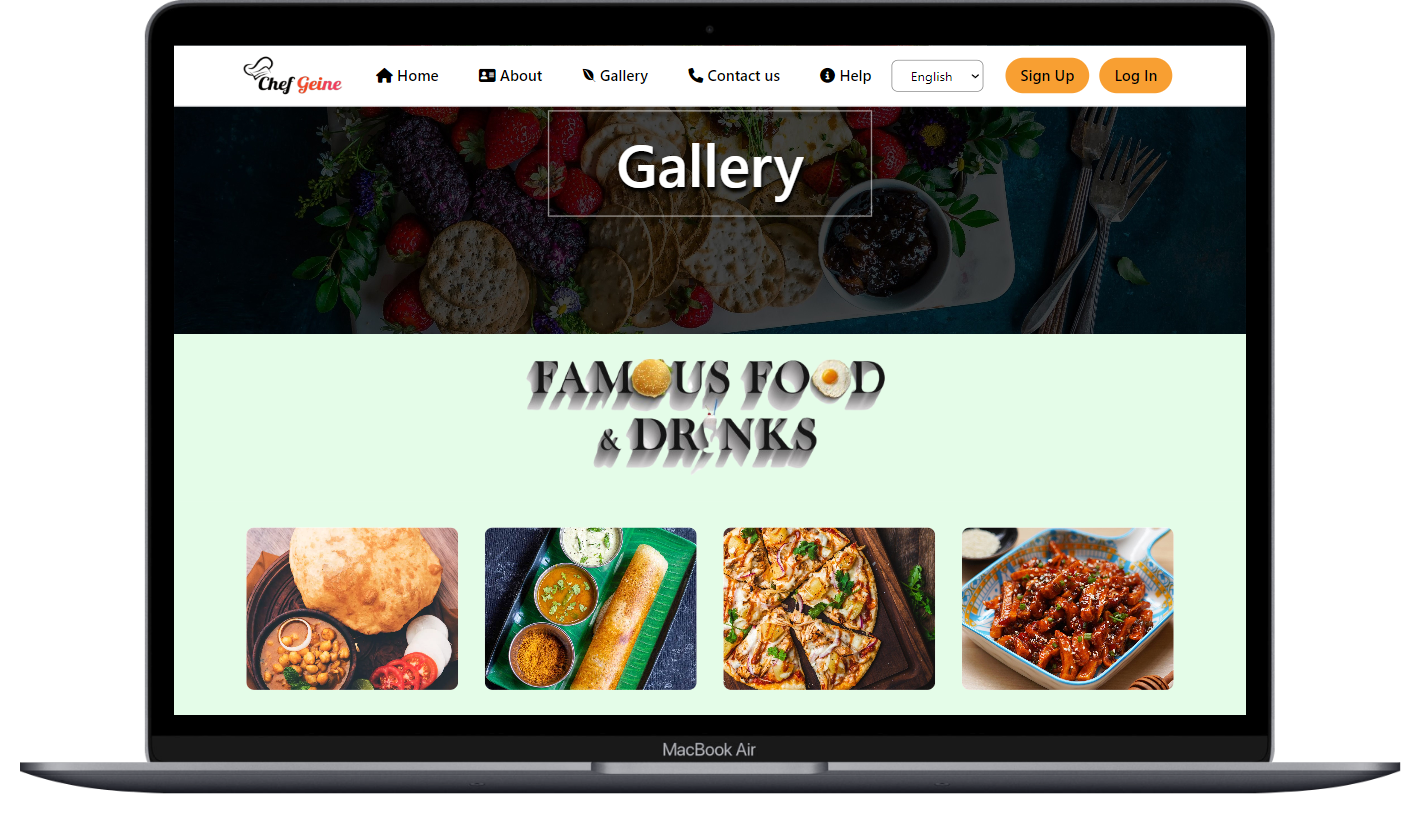 Chef Geine
Home
About
Gallery
Contact us
Help
English
Sign Up
Log In
Gallery
FAMOUS FOOD
& DRINKS
MacBook Air